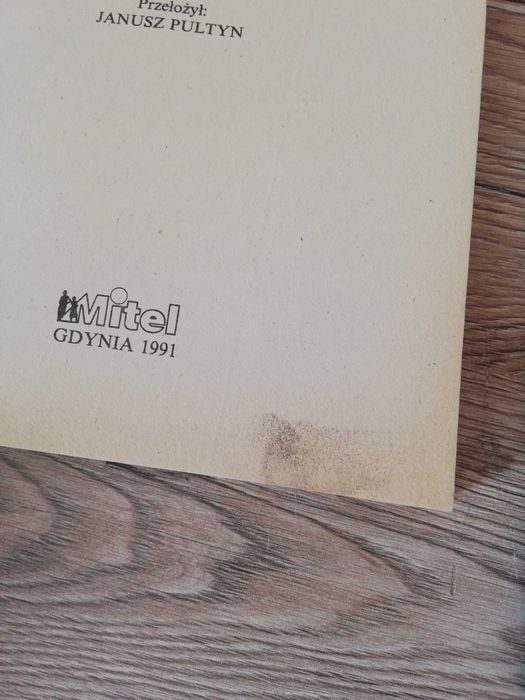 Przełożył:
JANUSZ PULTYN
Mitel
GDYNIA 1991